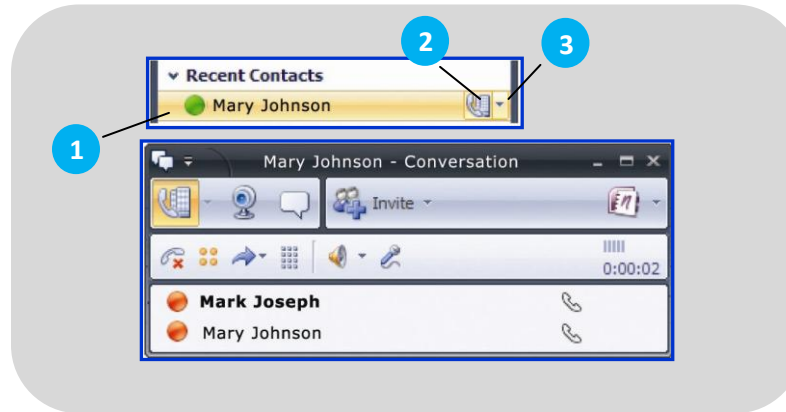 2
3
Recent Contacts
Mary Johnson
1
Mary Johnson - Conversation
Invite
0:00:02
Mark Joseph
Mary Johnson